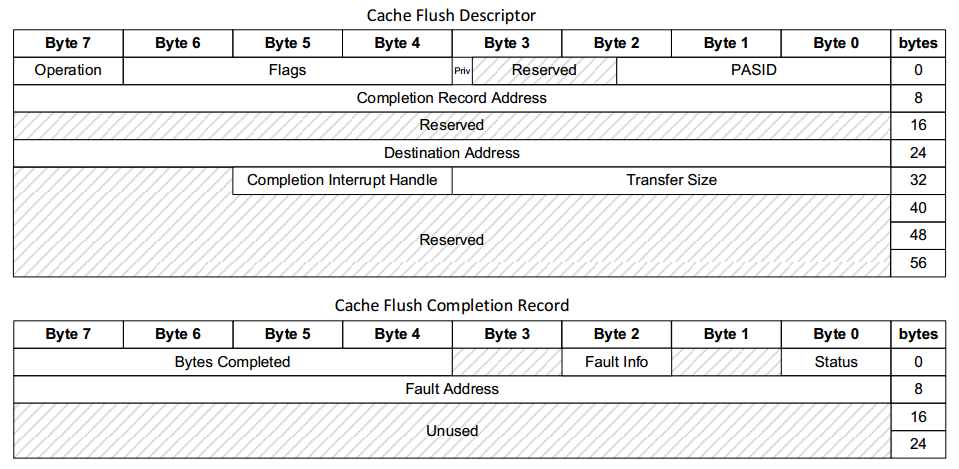 Cache Flush Descriptor
Byte 7 Byte 6 Byte 5 Byte 4 Byte 3 Byte 2 Byte 1 Byte 0 bytes
Operation Flags Priv Reserved PASID 0
Completion Record Address 8
Reserved 16
Destination Address 24
Completion Interrupt Handle Transfer Size 32
40
Reserved 48
56
Cache Flush Completion Record
Byte 7 Byte 6 Byte 5 Byte 4 Byte 3 Byte 2 Byte 1 Byte 0 bytes
Bytes Completed Fault Info Status 0
Fault Address 8
16
Unused
24